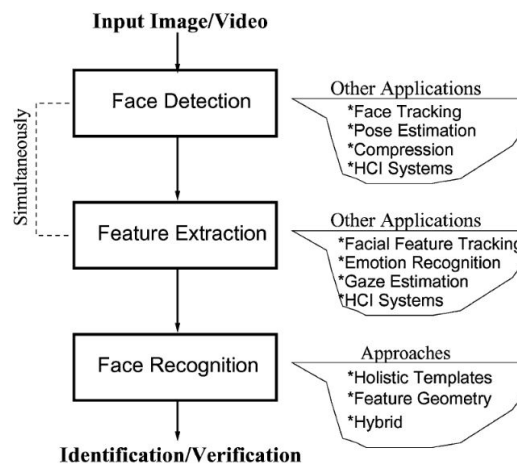 Input Image/Video
Face Detection
Other Applications
*Face Tracking
*Pose Estimation
*Compression
*HCI Systems
Simultaneously
Feature Extraction
Other Applications
*Facial Feature Tracking
*Emotion Recognition
*Gaze Estimation
*HCI Systems
Face Recognition
Approaches
*Holistic Templates
*Feature Geometry
*Hybrid
Identification/Verification